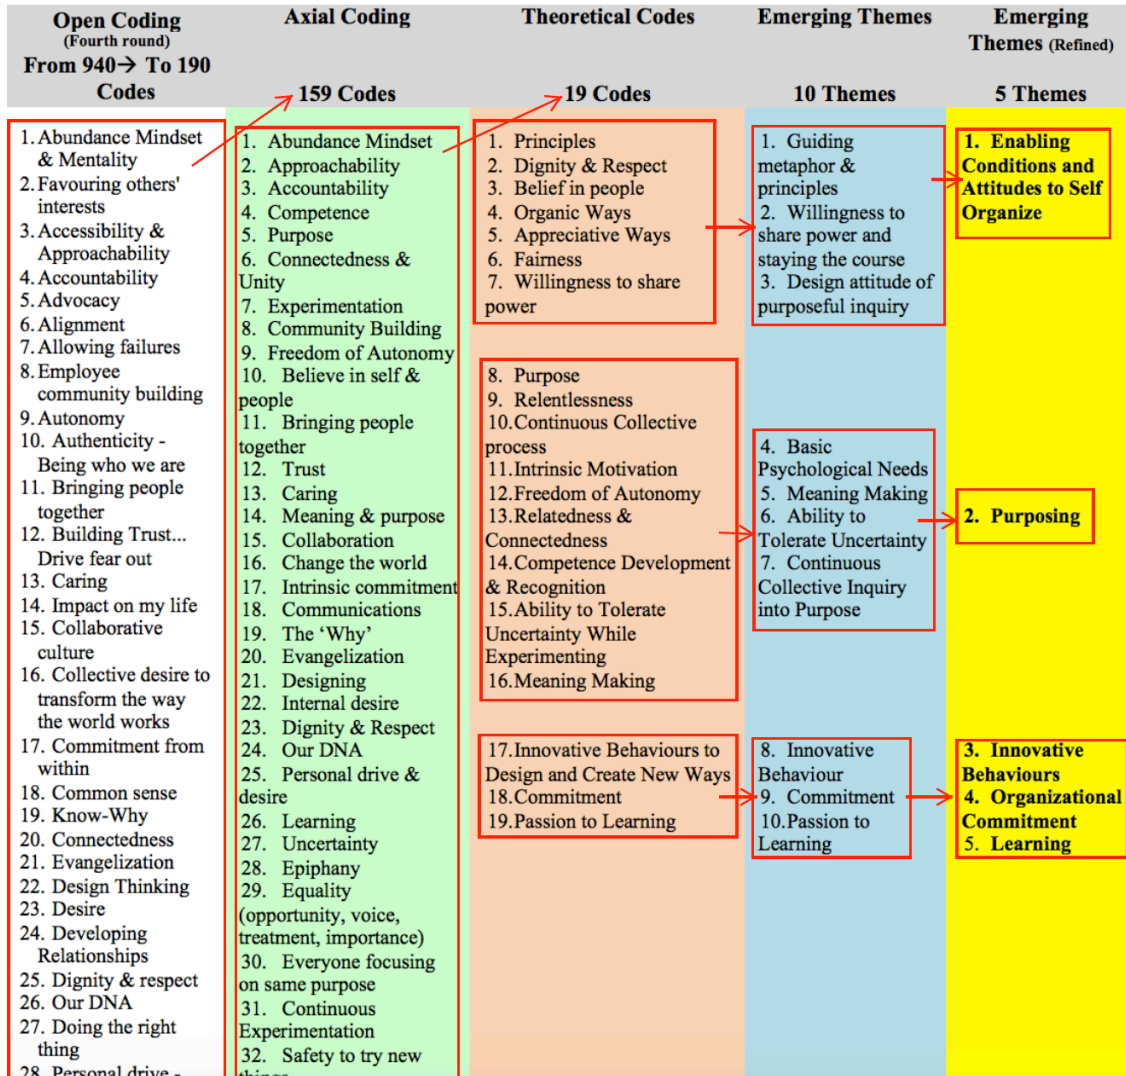 Open Coding
(Fourth round)
From 940→ To 190
Codes
1. Abundance Mindset
& Mentality
2. Favouring others'
interests
3. Accessibility &
Approachability
4. Accountability
5. Advocacy
6. Alignment
7. Allowing failures
8. Employee
community building
9. Autonomy
10. Authenticity -
Being who we are
11. Bringing people
together
12. Building Trust...
Drive fear out
13. Caring
14. Impact on my life
15. Collaborative
culture
16. Collective desire to
transform the way
the world works
17. Commitment from
within
18. Common sense
19. Know-Why
20. Connectedness
21. Evangelization
22. Design Thinking
23. Desire
24. Developing
Relationships
25. Dignity & respect
26. Our DNA
27. Doing the right
thing
28. Personal drive -
Axial Coding
159 Codes
1. Abundance Mindset
2. Approachability
3. Accountability
4. Competence
5. Purpose
6. Connectedness &
Unity
7. Experimentation
8. Community Building
9. Freedom of Autonomy
10. Believe in self &
people
11. Bringing people
together
12. Trust
13. Caring
14. Meaning & purpose
15. Collaboration
16. Change the world
17. Intrinsic commitment
18. Communications
19. The ‘Why’
20. Evangelization
21. Designing
22. Internal desire
23. Dignity & Respect
24. Our DNA
25. Personal drive &
desire
26. Learning
27. Uncertainty
28. Epiphany
29. Equality
(opportunity, voice,
treatment, importance)
30. Everyone focusing
on same purpose
31. Continuous
Experimentation
32. Safety to try new
things
Theoretical Codes
19 Codes
1. Principles
2. Dignity & Respect
3. Belief in people
4. Organic Ways
5. Appreciative Ways
6. Fairness
7. Willingness to share
power
8. Purpose
9. Relentlessness
10.Continuous Collective
process
11.Intrinsic Motivation
12.Freedom of Autonomy
13.Relatedness &
Connectedness
14.Competence Development
& Recognition
15.Ability to Tolerate
Uncertainty While
Experimenting
16.Meaning Making
17.Innovative Behaviours to
Design and Create New Ways
18.Commitment
19.Passion to Learning
Emerging Themes
10 Themes
1. Guiding
metaphor &
principles
2. Willingness to
share power and
staying the course
3. Design attitude of
purposeful inquiry
4. Basic
Psychological Needs
5. Meaning Making
6. Ability to
Tolerate Uncertainty
7. Continuous
Collective Inquiry
into Purpose
8. Innovative
Behaviour
9. Commitment
10.Passion to
Learning
Emerging
Themes (Refined)
5 Themes
1. Enabling
Conditions and
Attitudes to Self
Organize
2. Purposing
3. Innovative
Behaviours
4. Organizational
Commitment
5. Learning